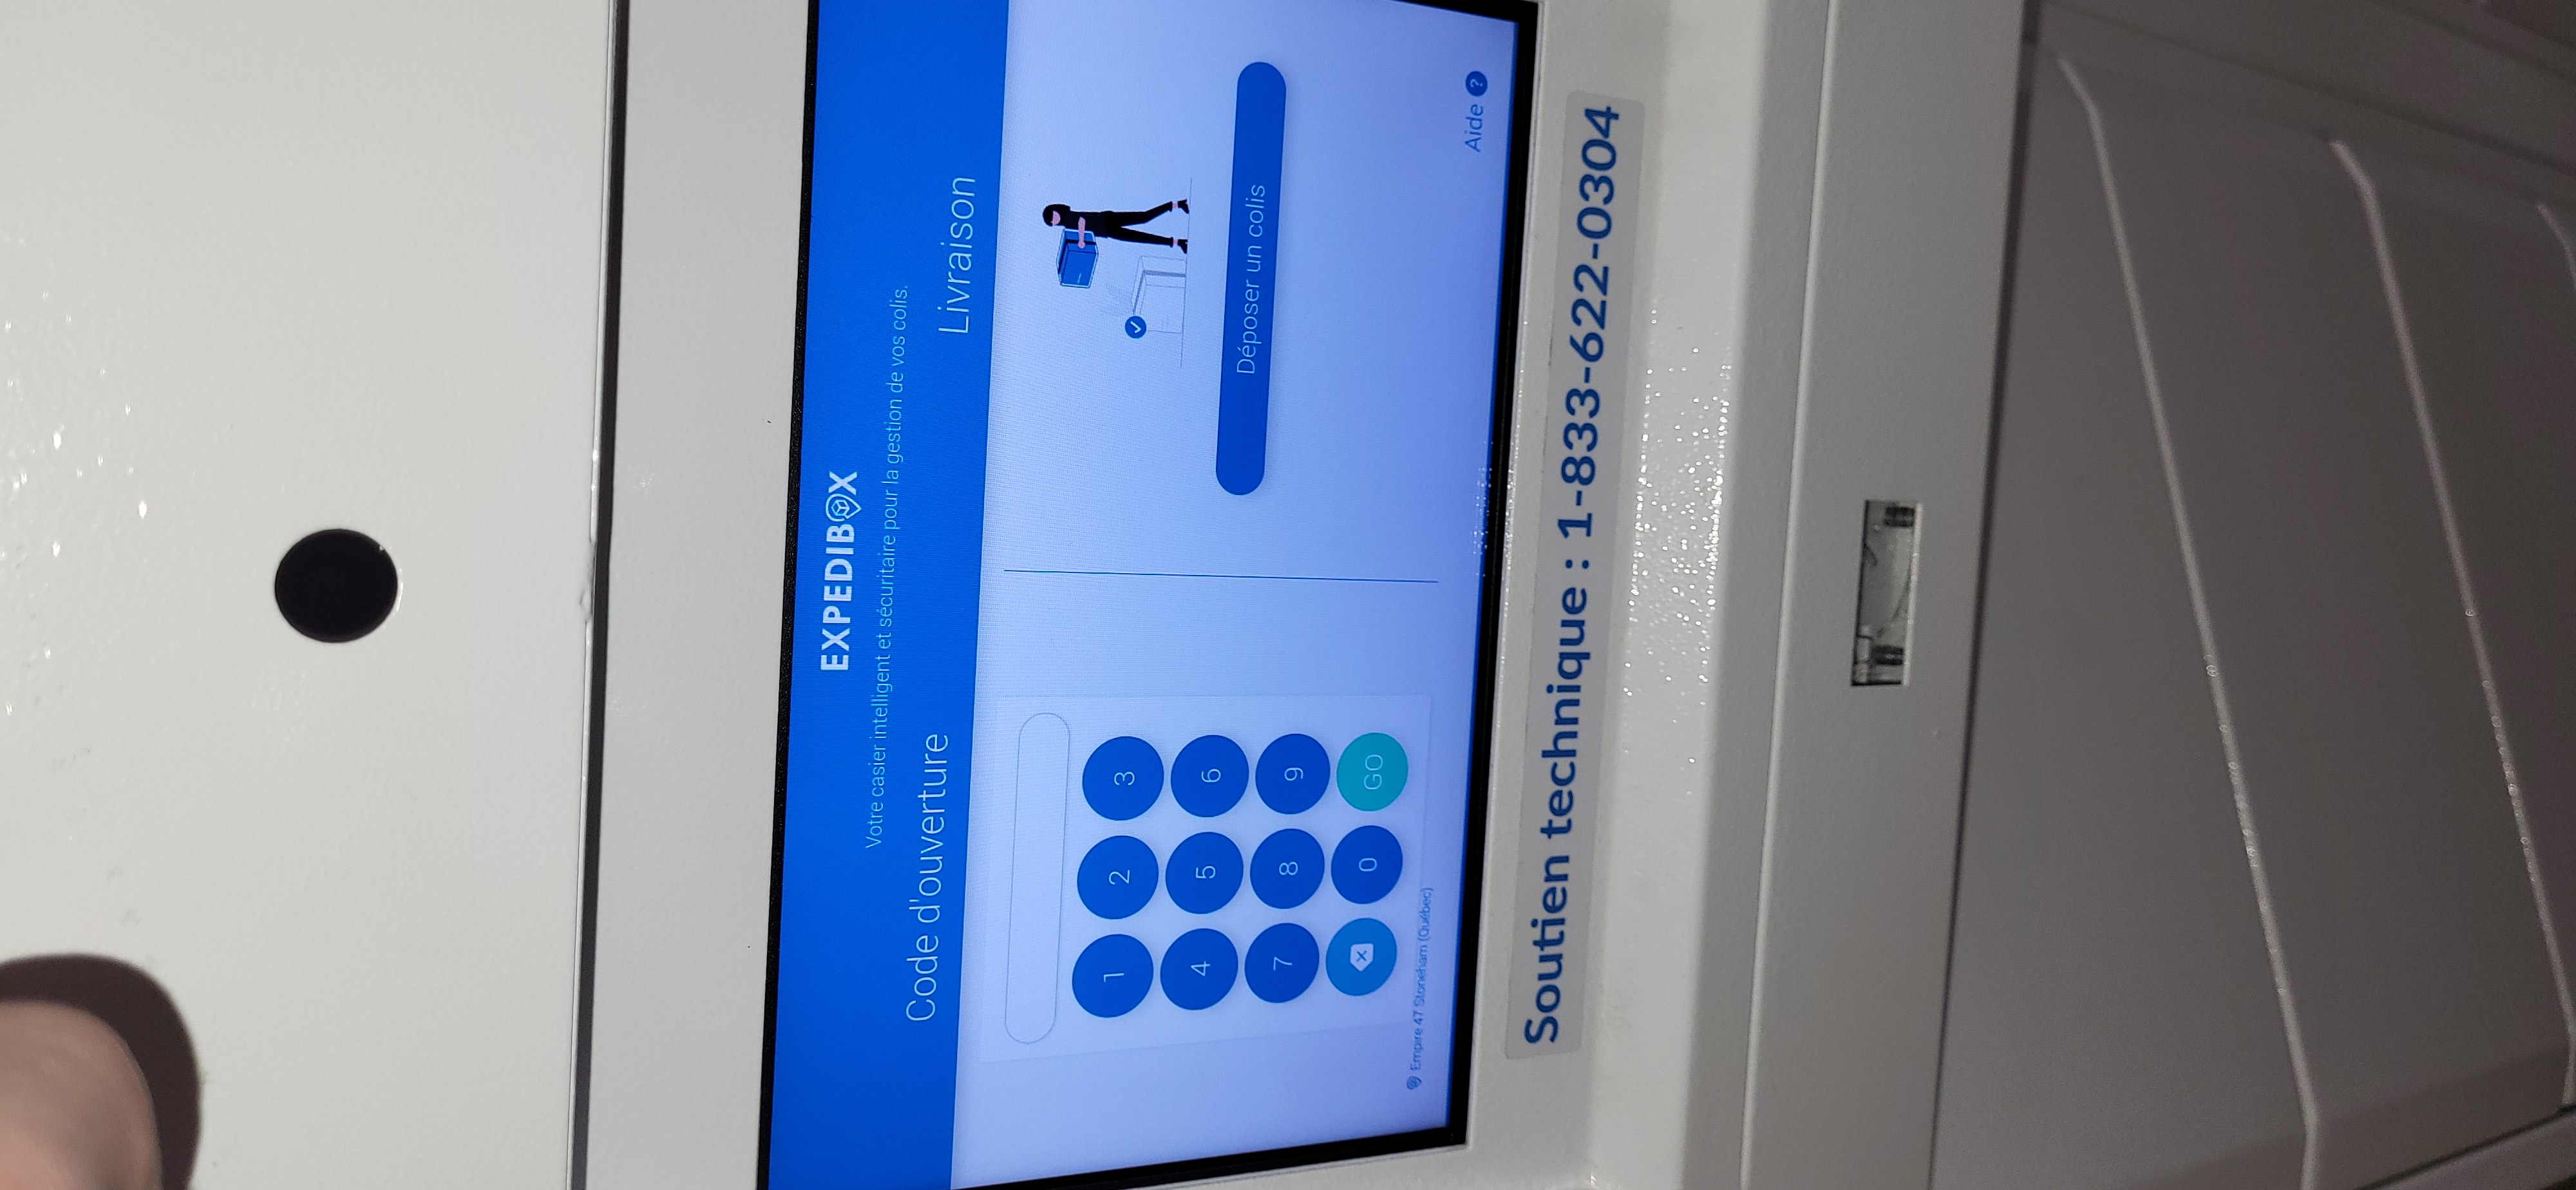 EXPEDIBOX
Votre casier intelligent et sécuritaire pour la gestion de vos colis.
Code d'ouverture
Livraison
1 2 3
4 5 6
7 8 9
0 GO
Déposer un colis
Empire 47 Stoneham (Québec)
Aide ?
Soutien technique : 1-833-622-0304